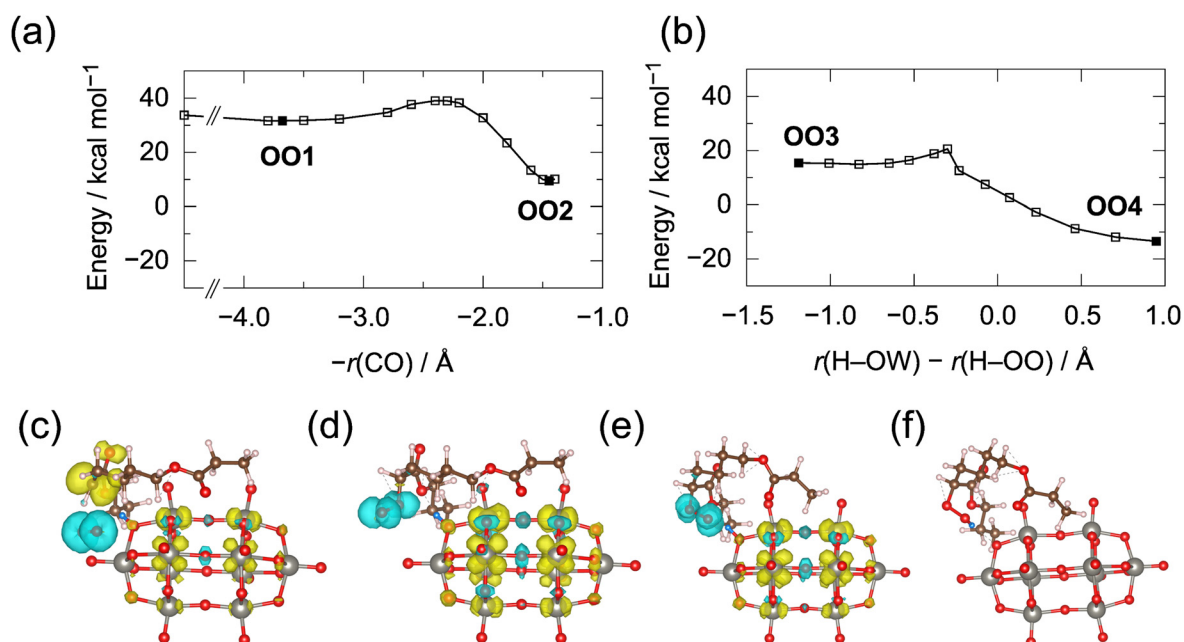 (a)
Energy / kcal mol⁻¹
40
20
0
−20
OO1
OO2
−4.0 −3.0 −2.0 −1.0
−r(CO) / Å
(b)
Energy / kcal mol⁻¹
40
20
0
−20
OO3
OO4
−1.5 −1.0 −0.5 0.0 0.5 1.0
r(H–OW) − r(H–OO) / Å
(c) (d) (e) (f)